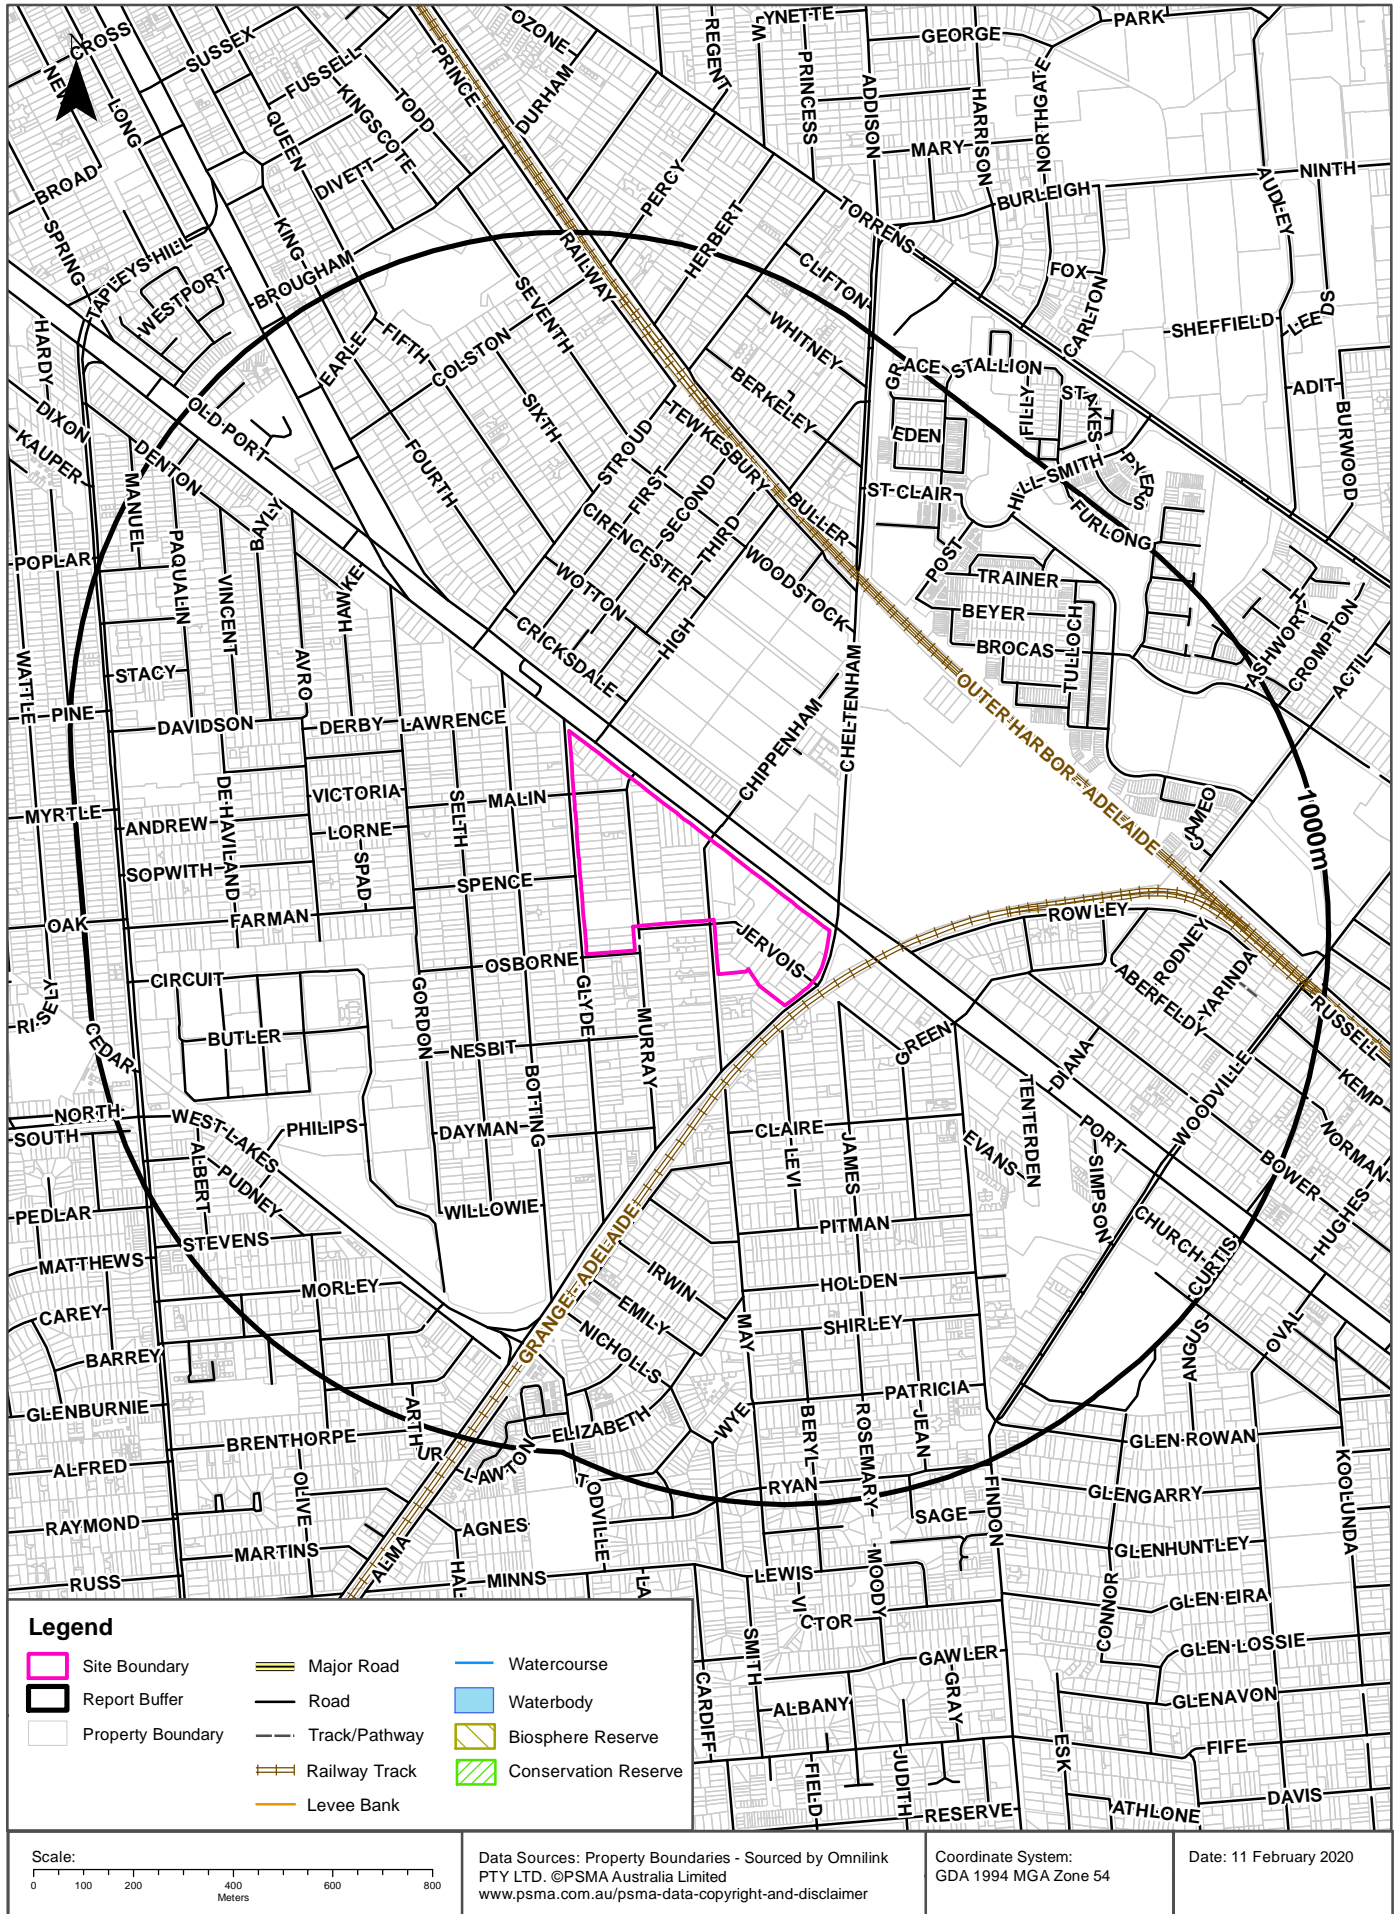 CROSS
SUSSEX
FUSSELL
NE
LONG
QUEEN
KINGSCOTE
TODD
PRINCE
OZONE
DURHAM
REGENT
YNETTE
PRINCESS
ADDISON
GEORGE
PARK
HARRISON
NORTHGATE
MARY
BURLEIGH
NINTH
AUDLEY
BROAD
DIVETT
PERCY
HERBERT
TORRENS
SPRING
TAPLEYS HILL
WESTPORT
KING
BROUGHAM
RAILWAY
CLIFTON
FOX
CARLTON
SHEFFIELD
LEE
DS
HARDY
EARLE
FIFTH
COLSTON
SEVENTH
WHITNEY
GR
ACE
STALLION
FILLY
STAKES
ADIT
BURWOOD
DIXON
KAUPER
OLD PORT
DENTON
SIXTH
FOURTH
STROUD
TEWKESBURY
BERKELEY
EDEN
HILL SMITH
PYER
S
MANUEL
PAQUALIN
VINCENT
BAYLY
HAWKE
FIRST
SECOND
THIRD
CIRENCESTER
BULLER
ST CLAIR
FURLONG
POPLAR
WOTTON
WOODSTOCK
POST
TRAINER
BEYER
BROCAS
TULLOCH
ASHWORT
H
CROMPTON
ACTIL
WATTLE
STACY
AVRO
CRICKSDALE
HIGH
PINE
DAVIDSON
DERBY
LAWRENCE
CHIPPENHAM
CHELTENHAM
OUTER HARBOR - ADELAIDE
MYRTLE
ANDREW
DE HAVILAND
VICTORIA
LORNE
SPAD
SELTH
MALIN
CAMEO
1000m
SOPWITH
SPENCE
OAK
FARMAN
ROWLEY
JERVOIS
RODNEY
ABERFELDY
YARINDA
RISELY
CIRCUIT
OSBORNE
GORDON
GLYDE
MURRAY
RUSSELL
BUTLER
CEDAR
NESBIT
BOTTING
GREEN
DIANA
KEMP
NORTH
SOUTH
WEST LAKES
PHILIPS
DAYMAN
CLAIRE
LEVI
JAMES
EVANS
TENTERDEN
PORT
SIMPSON
WOODVILLE
NORMAN
BOWER
ALBERT
PUDNEY
WILLOWIE
PEDLAR
MATTHEWS
STEVENS
PITMAN
CHURCH
CURTIS
HUGHES
CAREY
MORLEY
GRANGE - ADELAIDE
IRWIN
EMILY
NICHOLLS
HOLDEN
MAY
SHIRLEY
ANGUS
OVAL
BARREY
GLENBURNIE
ARTH
UR
BRENTHORPE
ELIZABETH
WYE
BERYL
ROSEMARY
PATRICIA
JEAN
GLEN ROWAN
KOOLUNDA
ALFRED
OLIVE
LAWTON
TODVILLE
RYAN
FINDON
GLENGARRY
RAYMOND
AGNES
SAGE
GLENHUNTLEY
MARTINS
ALMA
HAL
MINNS
LA
LEWIS
VI
CTOR
MOODY
CONNOR
GLEN EIRA
RUSS
SMITH
CARDIFF
GAWLER
GRAY
GLEN LOSSIE
ALBANY
ESK
GLENAVON
FIFE
FIELD
JUDITH
RESERVE
ATHLONE
DAVIS
Legend
Site Boundary
Report Buffer
Property Boundary
Major Road
Road
Track/Pathway
Railway Track
Levee Bank
Watercourse
Waterbody
Biosphere Reserve
Conservation Reserve
Scale:
0 100 200 400 600 800
Meters
Data Sources: Property Boundaries - Sourced by Omnilink
PTY LTD. ©PSMA Australia Limited
www.psma.com.au/psma-data-copyright-and-disclaimer
Coordinate System:
GDA 1994 MGA Zone 54
Date: 11 February 2020